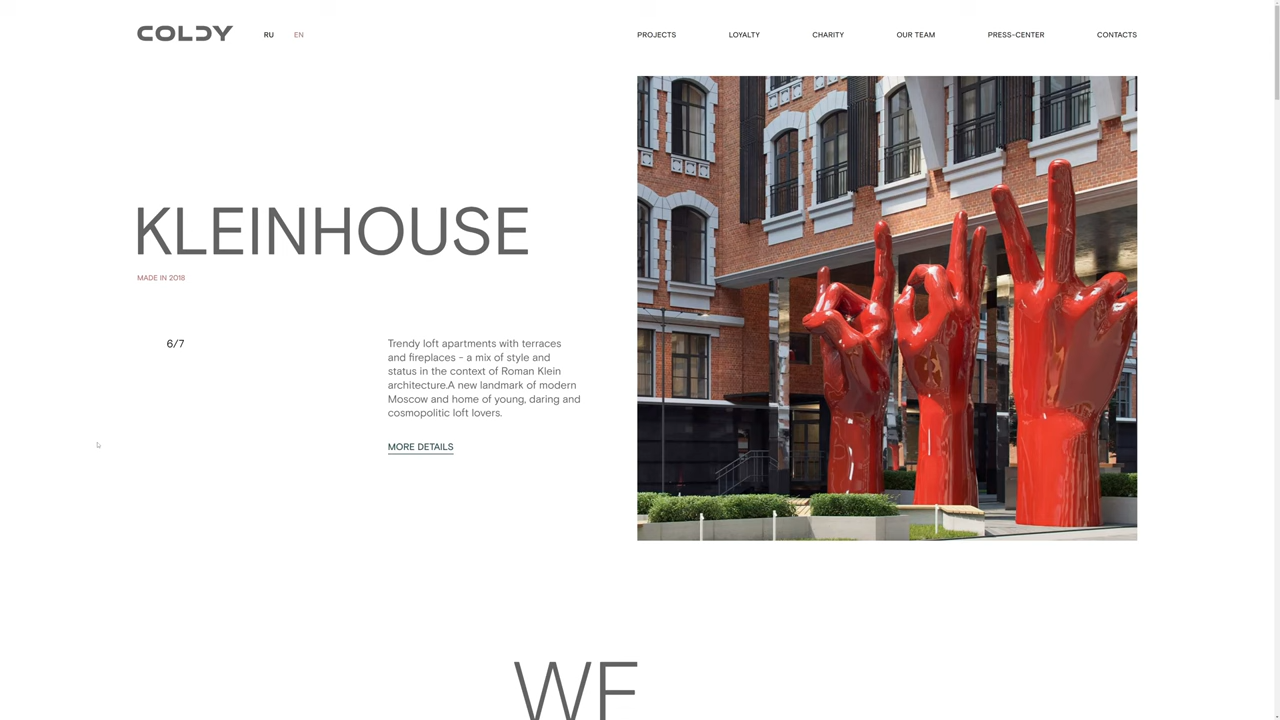 COLDY
RU EN
PROJECTS LOYALTY CHARITY OUR TEAM PRESS-CENTER CONTACTS
KLEINHOUSE
MADE IN 2018
6/7
Trendy loft apartments with terraces
and fireplaces - a mix of style and
status in the context of Roman Klein
architecture.A new landmark of modern
Moscow and home of young, daring and
cosmopolitic loft lovers.
MORE DETAILS
WE